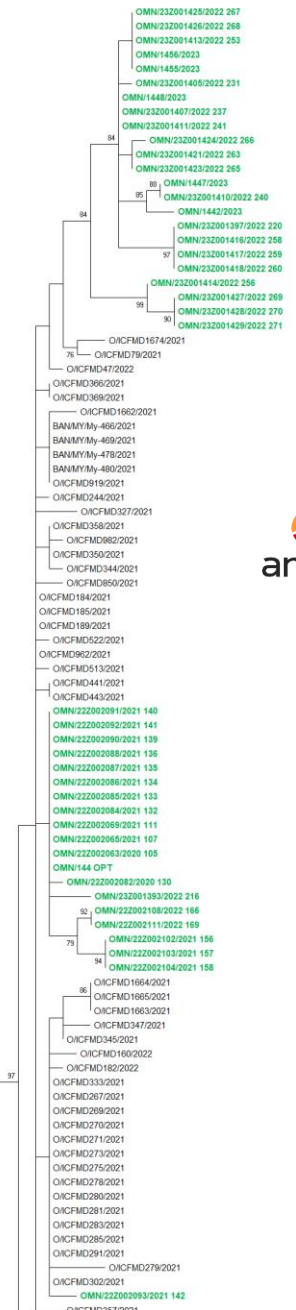 OMN/23Z001425/2022 267
OMN/23Z001426/2022 268
OMN/23Z001413/2022 253
OMN/1456/2023
OMN/1455/2023
OMN/23Z001405/2022 231
OMN/1448/2023
OMN/23Z001407/2022 237
OMN/23Z001411/2022 241
84
OMN/23Z001424/2022 266
OMN/23Z001421/2022 263
OMN/23Z001423/2022 265
88
OMN/1447/2023
85
OMN/23Z001410/2022 240
OMN/1442/2023
84
OMN/23Z001397/2022 220
OMN/23Z001416/2022 258
97
OMN/23Z001417/2022 259
OMN/23Z001418/2022 260
OMN/23Z001414/2022 256
99
OMN/23Z001427/2022 269
OMN/23Z001428/2022 270
90
OMN/23Z001429/2022 271
O/ICFMD1674/2021
76
O/ICFMD79/2021
O/ICFMD47/2022
O/ICFMD366/2021
O/ICFMD369/2021
O/ICFMD1662/2021
BAN/MY/My-466/2021
BAN/MY/My-469/2021
BAN/MY/My-478/2021
BAN/MY/My-480/2021
O/ICFMD919/2021
O/ICFMD244/2021
O/ICFMD327/2021
O/ICFMD358/2021
O/ICFMD982/2021
O/ICFMD350/2021
O/ICFMD344/2021
O/ICFMD850/2021
O/ICFMD184/2021
O/ICFMD185/2021
O/ICFMD189/2021
O/ICFMD522/2021
O/ICFMD962/2021
O/ICFMD513/2021
O/ICFMD441/2021
O/ICFMD443/2021
OMN/22Z002091/2021 140
OMN/22Z002092/2021 141
OMN/22Z002090/2021 139
OMN/22Z002088/2021 136
OMN/22Z002087/2021 135
OMN/22Z002086/2021 134
OMN/22Z002085/2021 133
OMN/22Z002084/2021 132
OMN/22Z002069/2021 111
OMN/22Z002065/2021 107
OMN/22Z002063/2020 105
OMN/144 OPT
OMN/22Z002082/2020 130
OMN/23Z001393/2022 216
92
OMN/22Z002108/2022 166
OMN/22Z002111/2022 169
79
OMN/22Z002102/2021 156
OMN/22Z002103/2021 157
94
OMN/22Z002104/2021 158
O/ICFMD1664/2021
86
O/ICFMD1665/2021
O/ICFMD1663/2021
O/ICFMD347/2021
O/ICFMD345/2021
O/ICFMD160/2022
O/ICFMD182/2022
97
O/ICFMD333/2021
O/ICFMD267/2021
O/ICFMD269/2021
O/ICFMD270/2021
O/ICFMD271/2021
O/ICFMD273/2021
O/ICFMD275/2021
O/ICFMD278/2021
O/ICFMD280/2021
O/ICFMD281/2021
O/ICFMD283/2021
O/ICFMD285/2021
O/ICFMD291/2021
O/ICFMD279/2021
O/ICFMD302/2021
OMN/22Z002093/2021 142